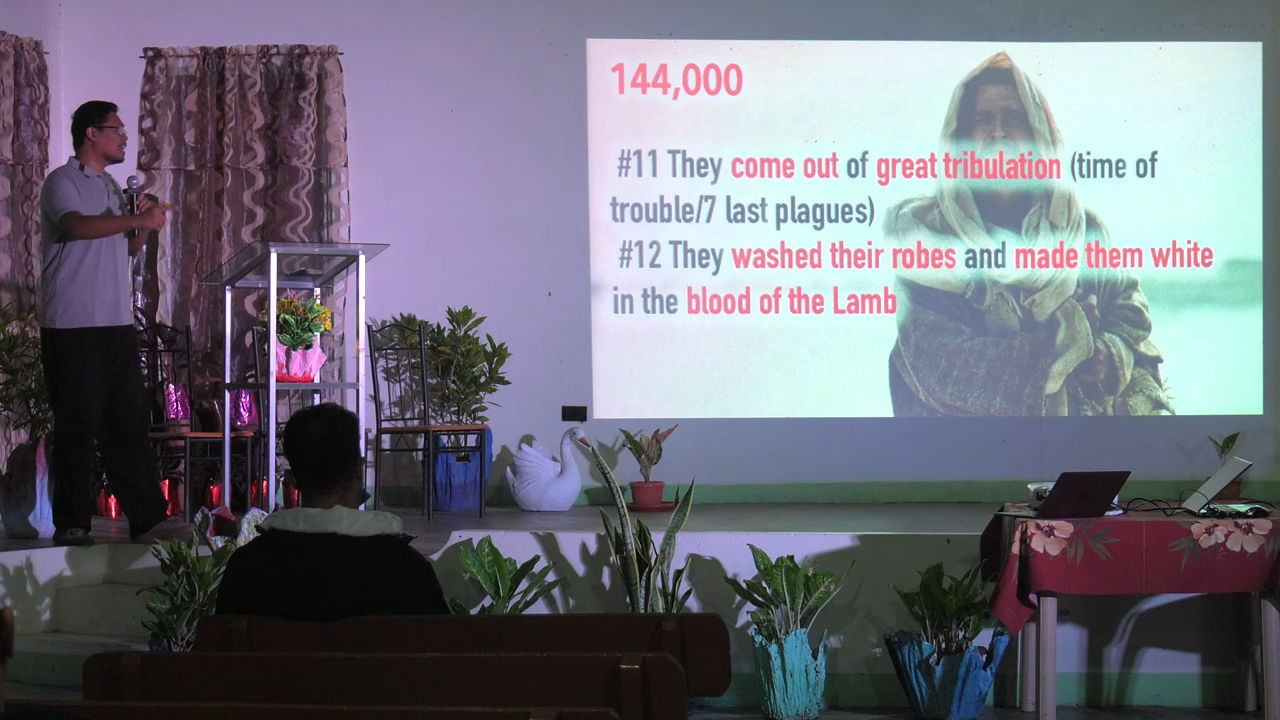 144,000
#11 They come out of great tribulation (time of
trouble/7 last plagues)
#12 They washed their robes and made them white
in the blood of the Lamb